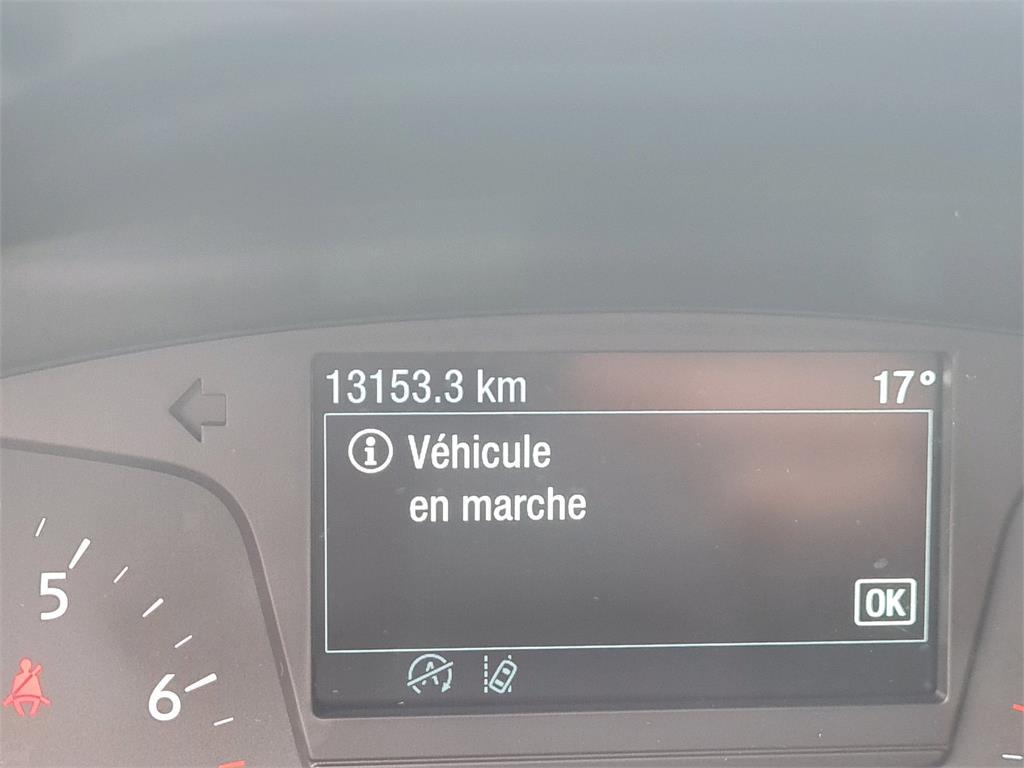 13153.3 km 17°
i Véhicule
en marche
OK
5
6
A